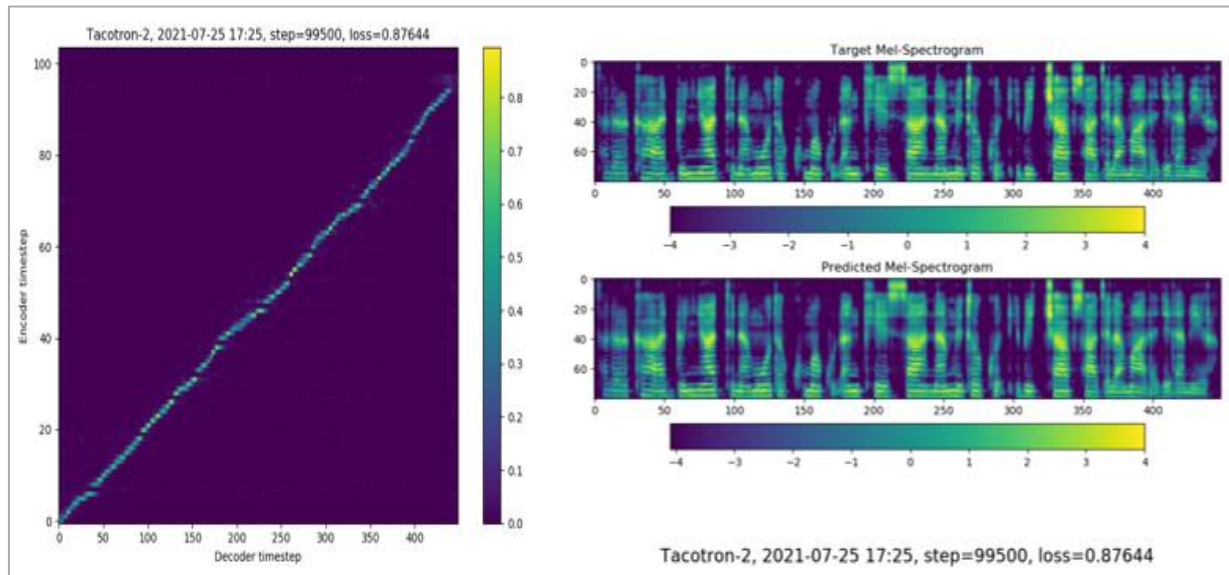 Tacotron-2, 2021-07-25 17:25, step=99500, loss=0.87644
100
80
60
40
20
0
Encoder timestep
0 50 100 150 200 250 300 350 400
Decoder timestep
0.8
0.7
0.6
0.5
0.4
0.3
0.2
0.1
0.0
Target Mel-Spectrogram
0
20
40
60
0 50 100 150 200 250 300 350 400
−4 −3 −2 −1 0 1 2 3 4
Predicted Mel-Spectrogram
0
20
40
60
0 50 100 150 200 250 300 350 400
−4 −3 −2 −1 0 1 2 3 4
Tacotron-2, 2021-07-25 17:25, step=99500, loss=0.87644